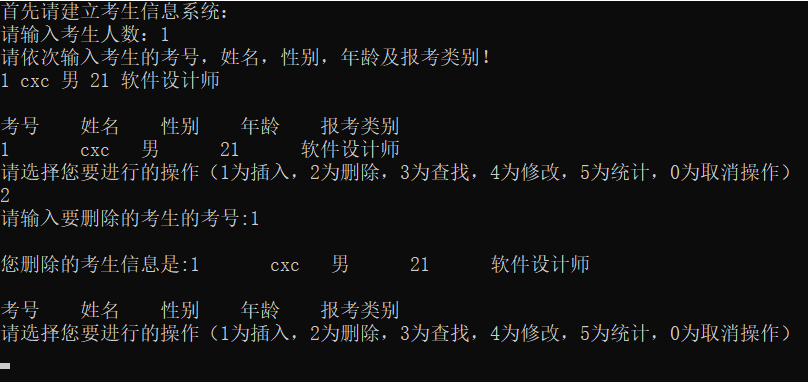 首先请建立考生信息系统：
请输入考生人数：1
请依次输入考生的考号，姓名，性别，年龄及报考类别！
1 cxc 男 21 软件设计师
考号 姓名 性别 年龄 报考类别
1 cxc 男 21 软件设计师
请选择您要进行的操作（1为插入，2为删除，3为查找，4为修改，5为统计，0为取消操作）
2
请输入要删除的考生的考号:1
您删除的考生信息是:1 cxc 男 21 软件设计师
考号 姓名 性别 年龄 报考类别
请选择您要进行的操作（1为插入，2为删除，3为查找，4为修改，5为统计，0为取消操作）